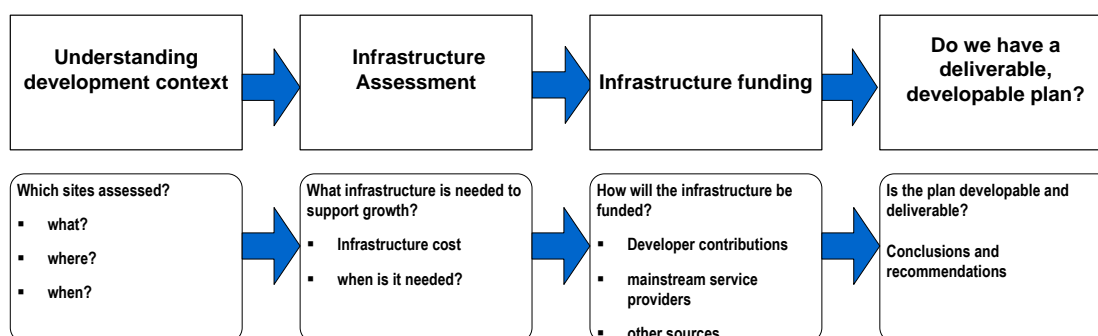 Understanding
development context
Infrastructure
Assessment
Infrastructure funding
Do we have a
deliverable,
developable plan?
Which sites assessed?
▪ what?
▪ where?
▪ when?
What infrastructure is needed to
support growth?
▪ Infrastructure cost
▪ when is it needed?
How will the infrastructure be
funded?
▪ Developer contributions
▪ mainstream service
providers
▪ other sources
Is the plan developable and
deliverable?
Conclusions and
recommendations